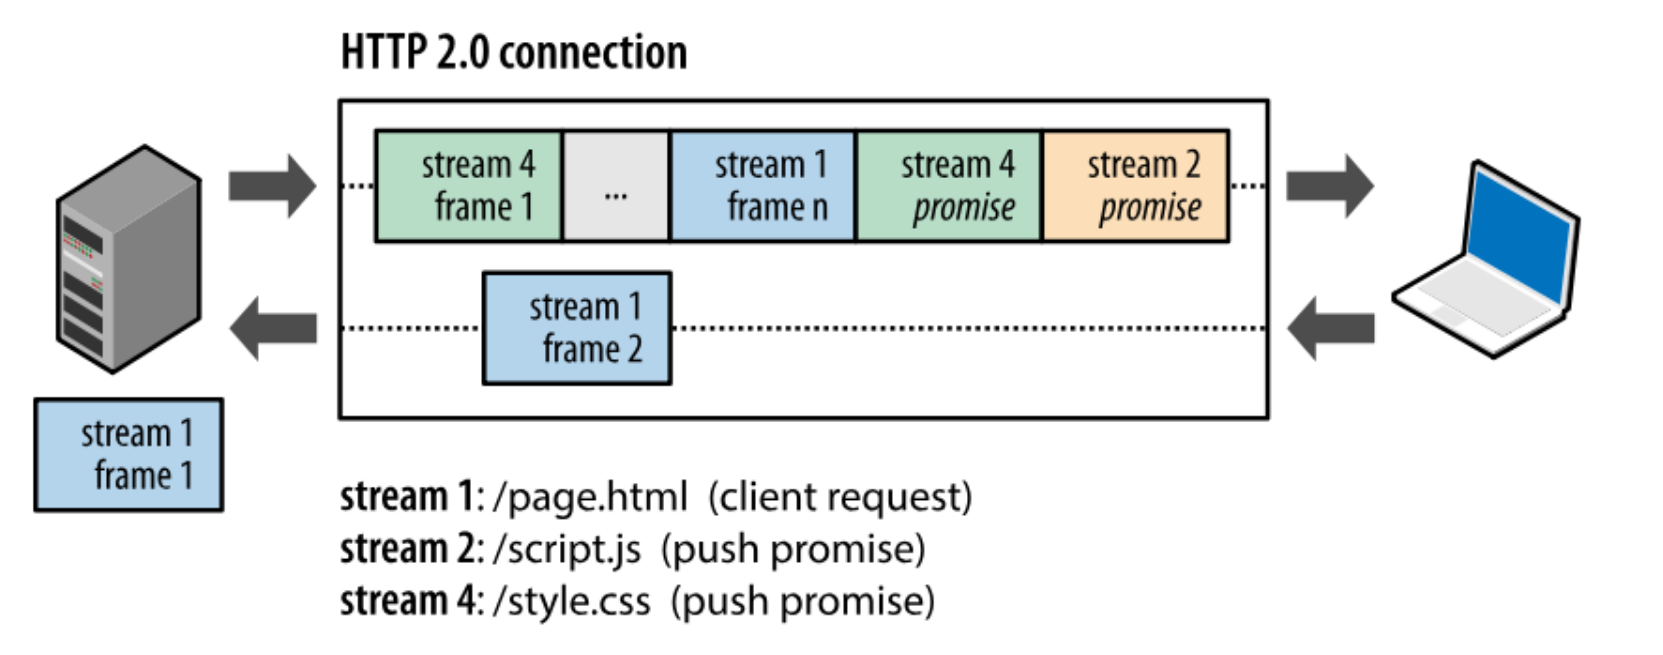 HTTP 2.0 connection
stream 4
frame 1
...
stream 1
frame n
stream 4
promise
stream 2
promise
stream 1
frame 2
stream 1
frame 1
stream 1: /page.html (client request)
stream 2: /script.js (push promise)
stream 4: /style.css (push promise)